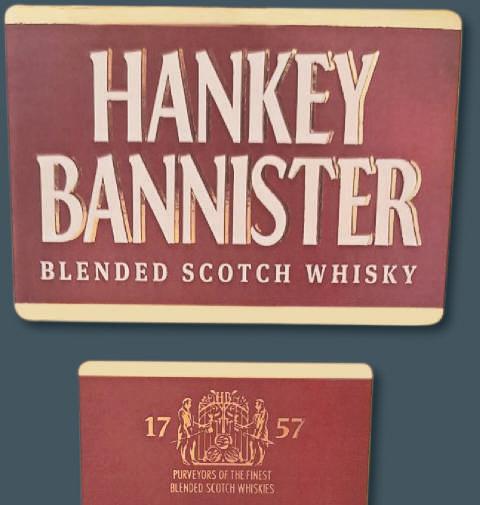 HANKEY
BANNISTER
BLENDED SCOTCH WHISKY
HB
17 57
PURVEYORS OF THE FINEST
BLENDED SCOTCH WHISKIES